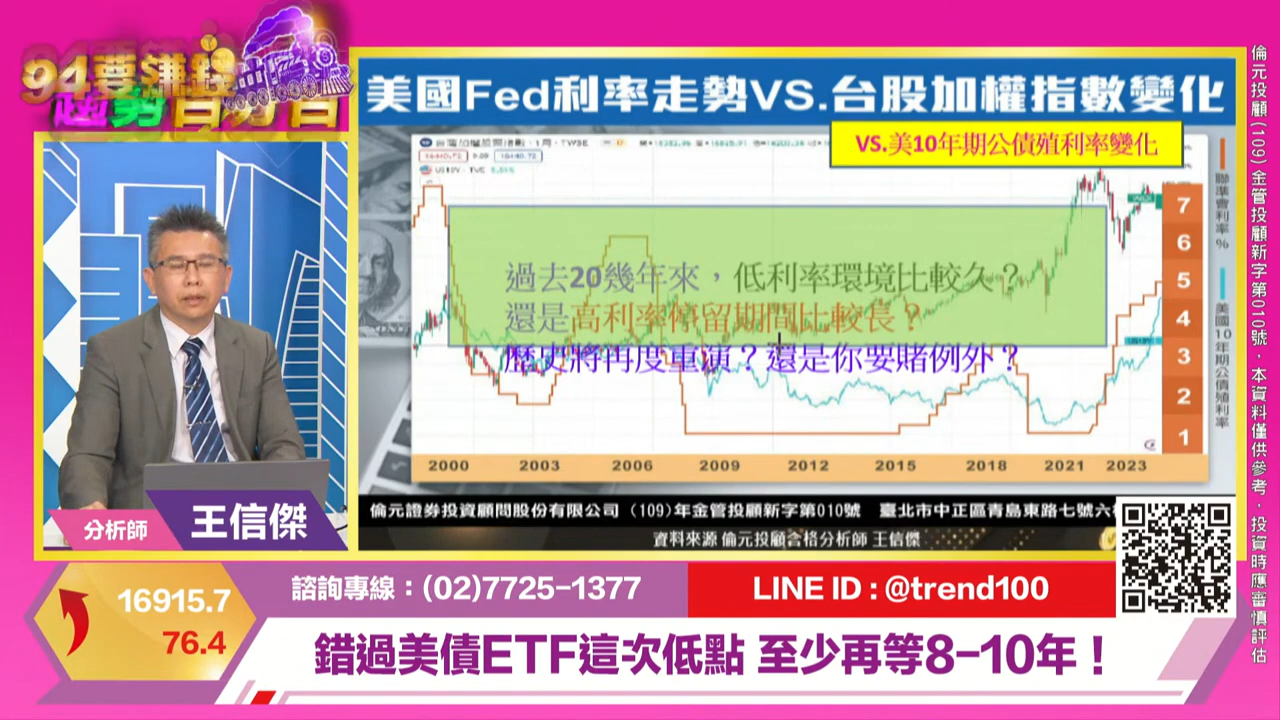 94要賺錢
趨勢百分百
美國Fed利率走勢VS.台股加權指數變化
VS.美10年期公債殖利率變化
過去20幾年來，低利率環境比較久？
還是高利率停留期間比較長？
歷史將再度重演？還是你要賭例外？
7
6
5
4
3
2
1
聯準會利率 %
美國10年期公債殖利率
2000 2003 2006 2009 2012 2015 2018 2021 2023
分析師 王信傑
倫元證券投資顧問股份有限公司 (109)年金管投顧新字第010號 臺北市中正區青島東路七號六
資料來源 倫元投顧合格分析師 王信傑
16915.7
76.4
諮詢專線：(02)7725-1377
LINE ID : @trend100
錯過美債ETF這次低點 至少再等8-10年！
倫元投顧(109)金管投顧新字第010號，本資料僅供參考，投資時應審慎評估